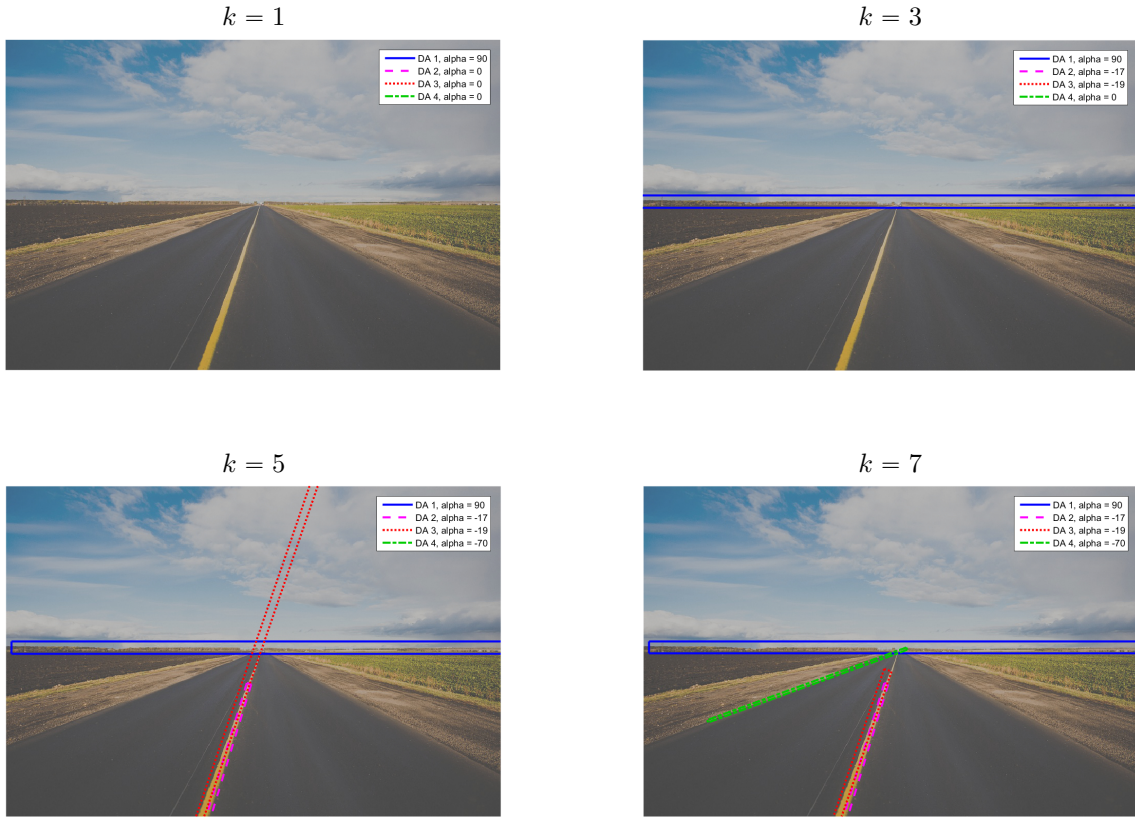 k = 1
DA 1, alpha = 90
DA 2, alpha = 0
DA 3, alpha = 0
DA 4, alpha = 0
k = 3
DA 1, alpha = 90
DA 2, alpha = -17
DA 3, alpha = -19
DA 4, alpha = 0
k = 5
DA 1, alpha = 90
DA 2, alpha = -17
DA 3, alpha = -19
DA 4, alpha = -70
k = 7
DA 1, alpha = 90
DA 2, alpha = -17
DA 3, alpha = -19
DA 4, alpha = -70